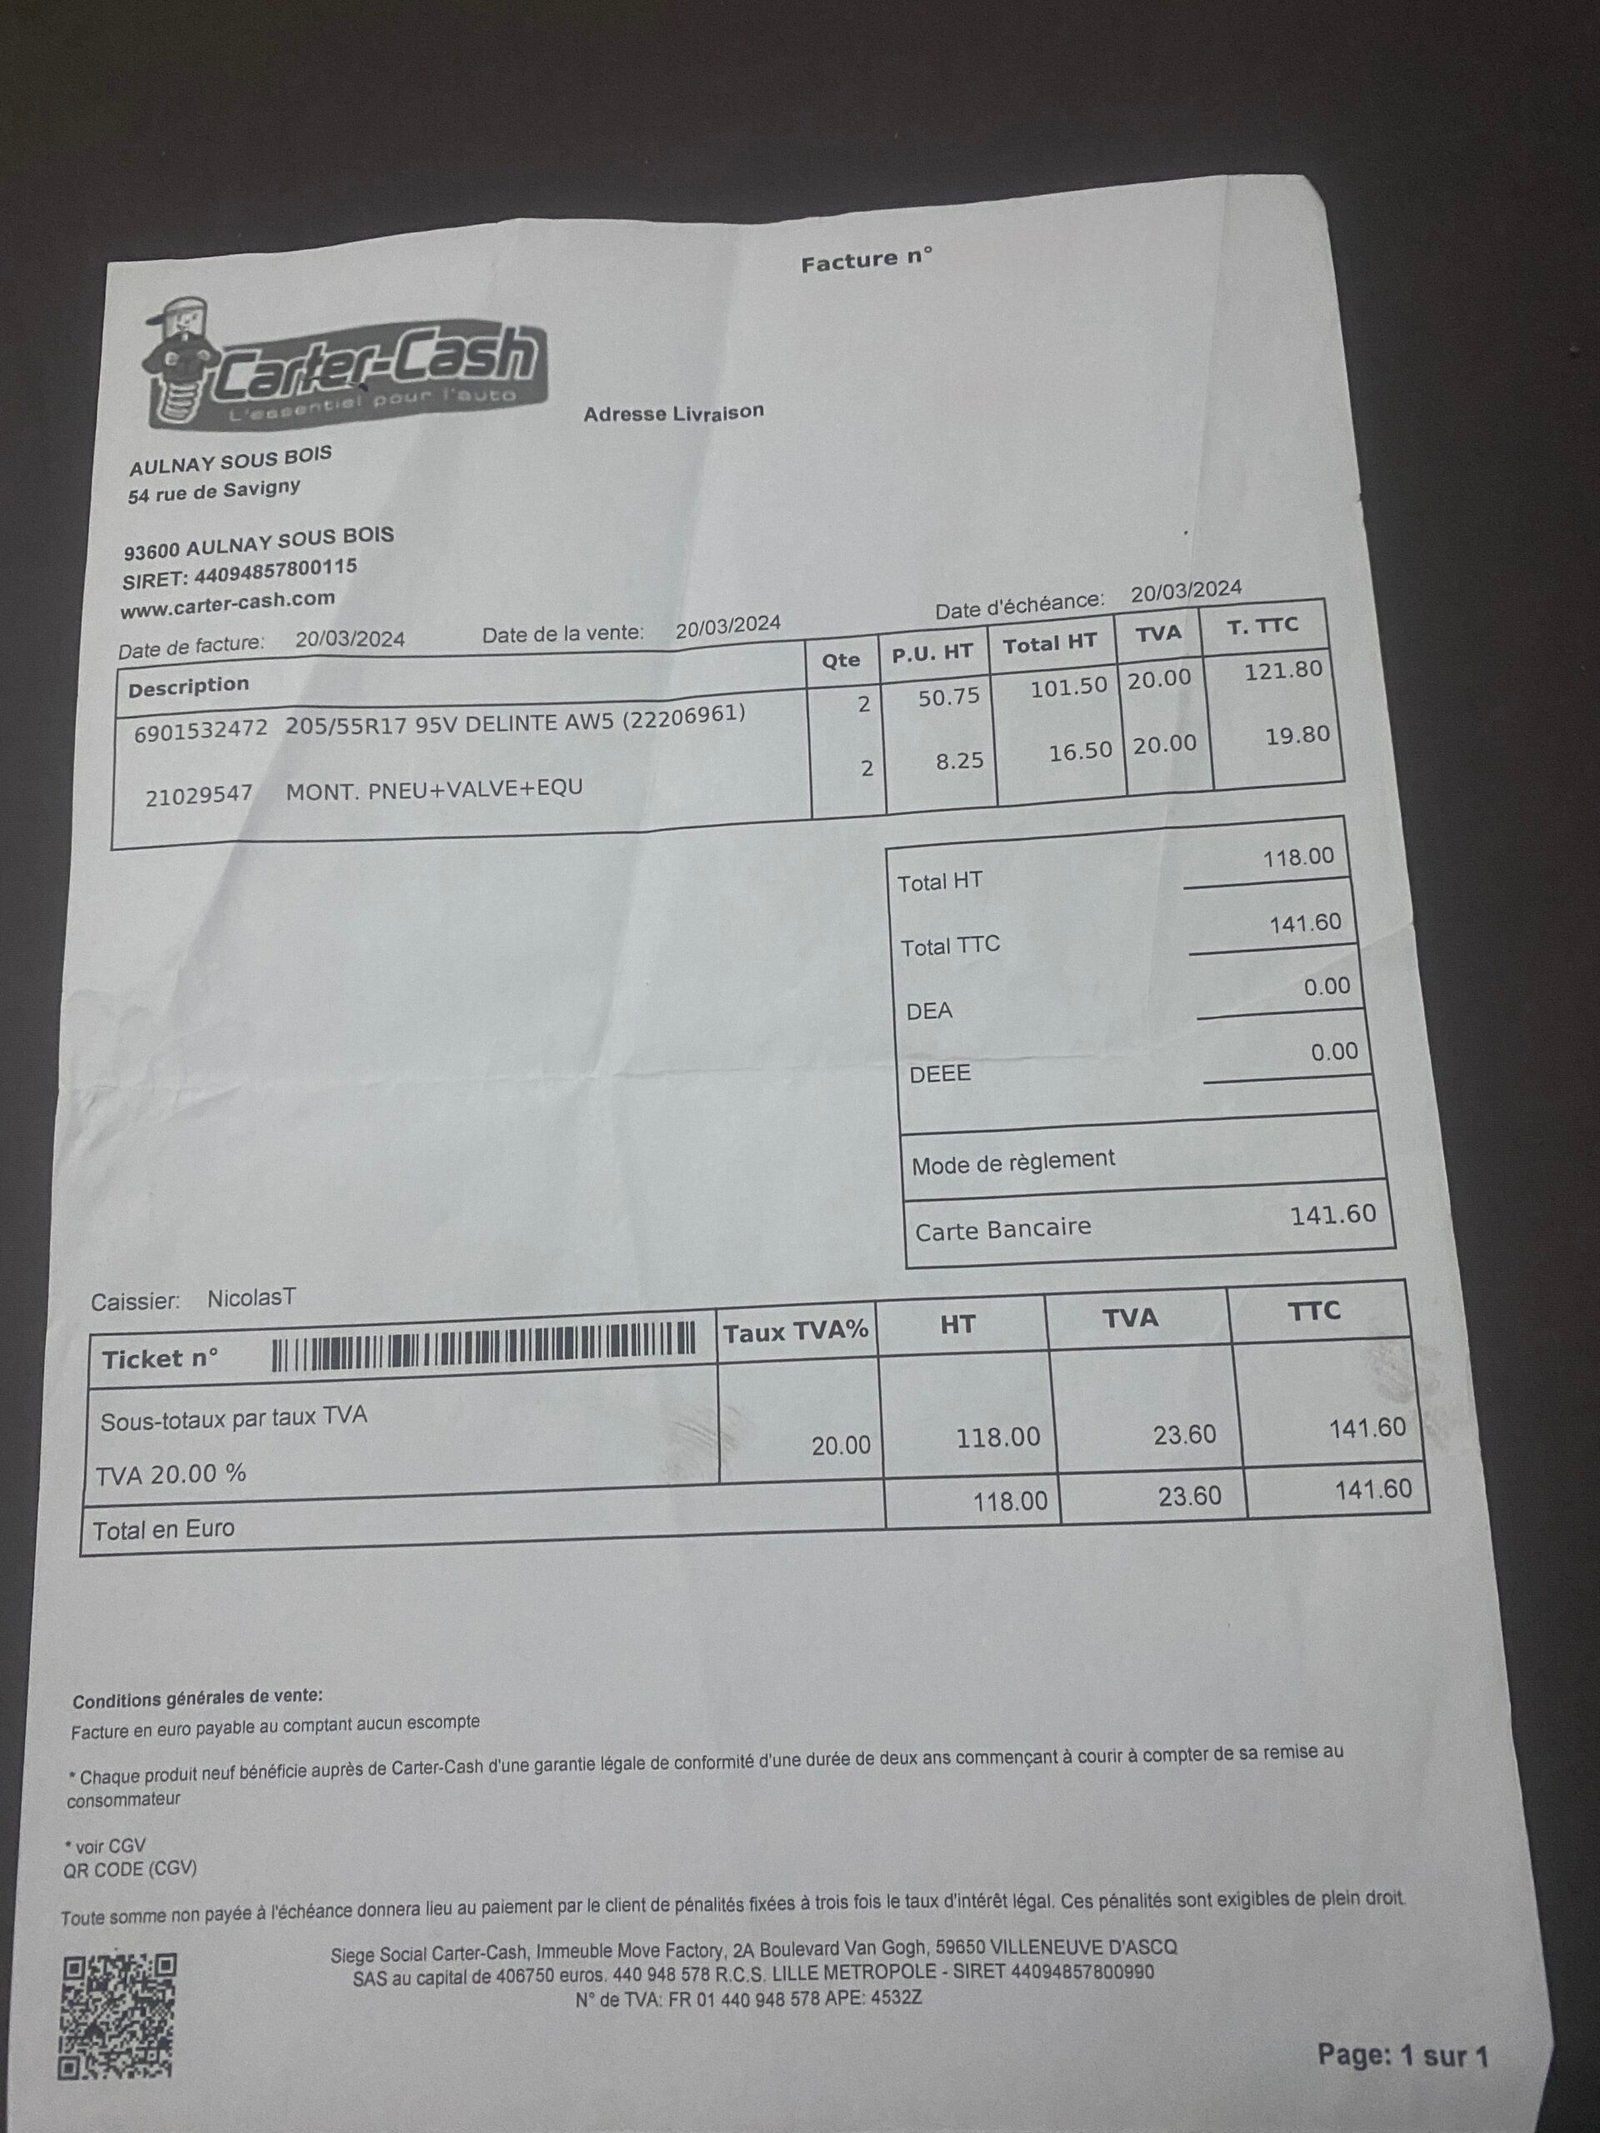 Facture n°
Carter-Cash
L'essentiel pour l'auto
Adresse Livraison
AULNAY SOUS BOIS
54 rue de Savigny
93600 AULNAY SOUS BOIS
SIRET: 44094857800115
www.carter-cash.com
Date de facture: 20/03/2024 Date de la vente: 20/03/2024 Date d'échéance: 20/03/2024
Description Qte P.U. HT Total HT TVA T. TTC
6901532472 205/55R17 95V DELINTE AW5 (22206961) 2 50.75 101.50 20.00 121.80
21029547 MONT. PNEU+VALVE+EQU 2 8.25 16.50 20.00 19.80
Total HT 118.00
Total TTC 141.60
DEA 0.00
DEEE 0.00
Mode de règlement
Carte Bancaire 141.60
Caissier: NicolasT
Ticket n° Taux TVA% HT TVA TTC
Sous-totaux par taux TVA
TVA 20.00 % 20.00 118.00 23.60 141.60
Total en Euro 118.00 23.60 141.60
Conditions générales de vente:
Facture en euro payable au comptant aucun escompte
* Chaque produit neuf bénéficie auprès de Carter-Cash d'une garantie légale de conformité d'une durée de deux ans commençant à courir à compter de sa remise au
consommateur
* voir CGV
QR CODE (CGV)
Toute somme non payée à l'échéance donnera lieu au paiement par le client de pénalités fixées à trois fois le taux d'intérêt légal. Ces pénalités sont exigibles de plein droit.
Siege Social Carter-Cash, Immeuble Move Factory, 2A Boulevard Van Gogh, 59650 VILLENEUVE D'ASCQ
SAS au capital de 406750 euros. 440 948 578 R.C.S. LILLE METROPOLE - SIRET 44094857800990
N° de TVA: FR 01 440 948 578 APE: 4532Z
Page: 1 sur 1